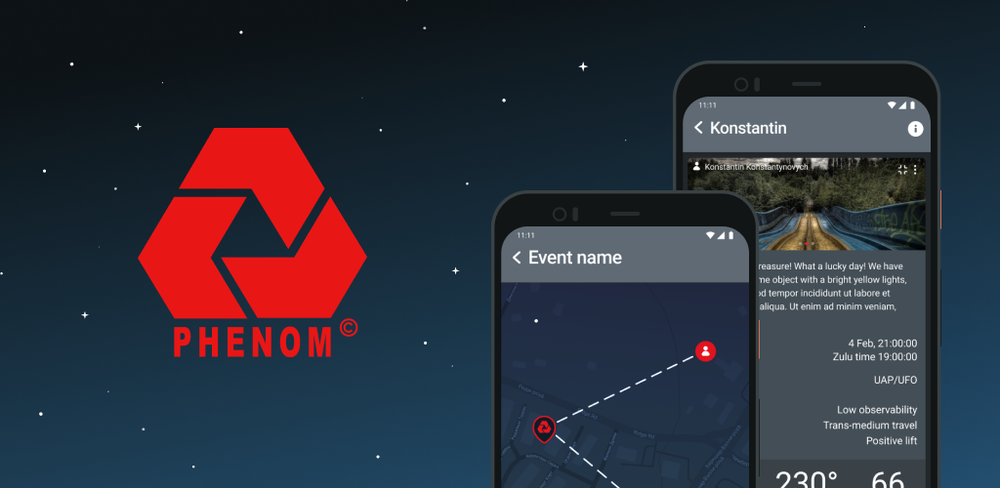 PHENOM©
11:11
Event name
11:11
Konstantin
Konstantin Konstantynovych
reasure! What a lucky day! We have
me object with a bright yellow lights,
od tempor incididunt ut labore et
aliqua. Ut enim ad minim veniam,
4 Feb, 21:00:00
Zulu time 19:00:00
UAP/UFO
Low observability
Trans-medium travel
Positive lift
230° 66